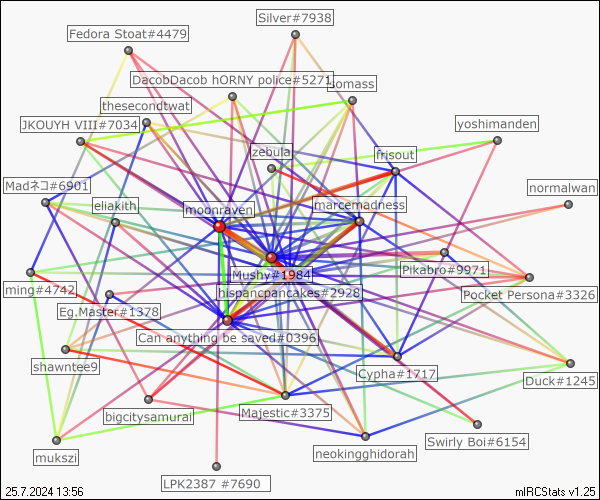 Silver#7938
Fedora Stoat#4479
DacobDacob hORNY police#5271
somass
thesecondtwat
JKOUYH VIII#7034
yoshimanden
zebula
frisout
Madネコ#6901
normalwan
eliakith
moonraven
marcemadness
Mushy#1984
Pikabro#9971
ming#4742
hispancpancakes#2928
Pocket Persona#3326
Eg.Master#1378
Can anything be saved#0396
shawntee9
Cypha#1717
Duck#1245
bigcitysamurai
Majestic#3375
Swirly Boi#6154
mukszi
neokingghidorah
LPK2387 #7690
25.7.2024 13:56
mIRCStats v1.25